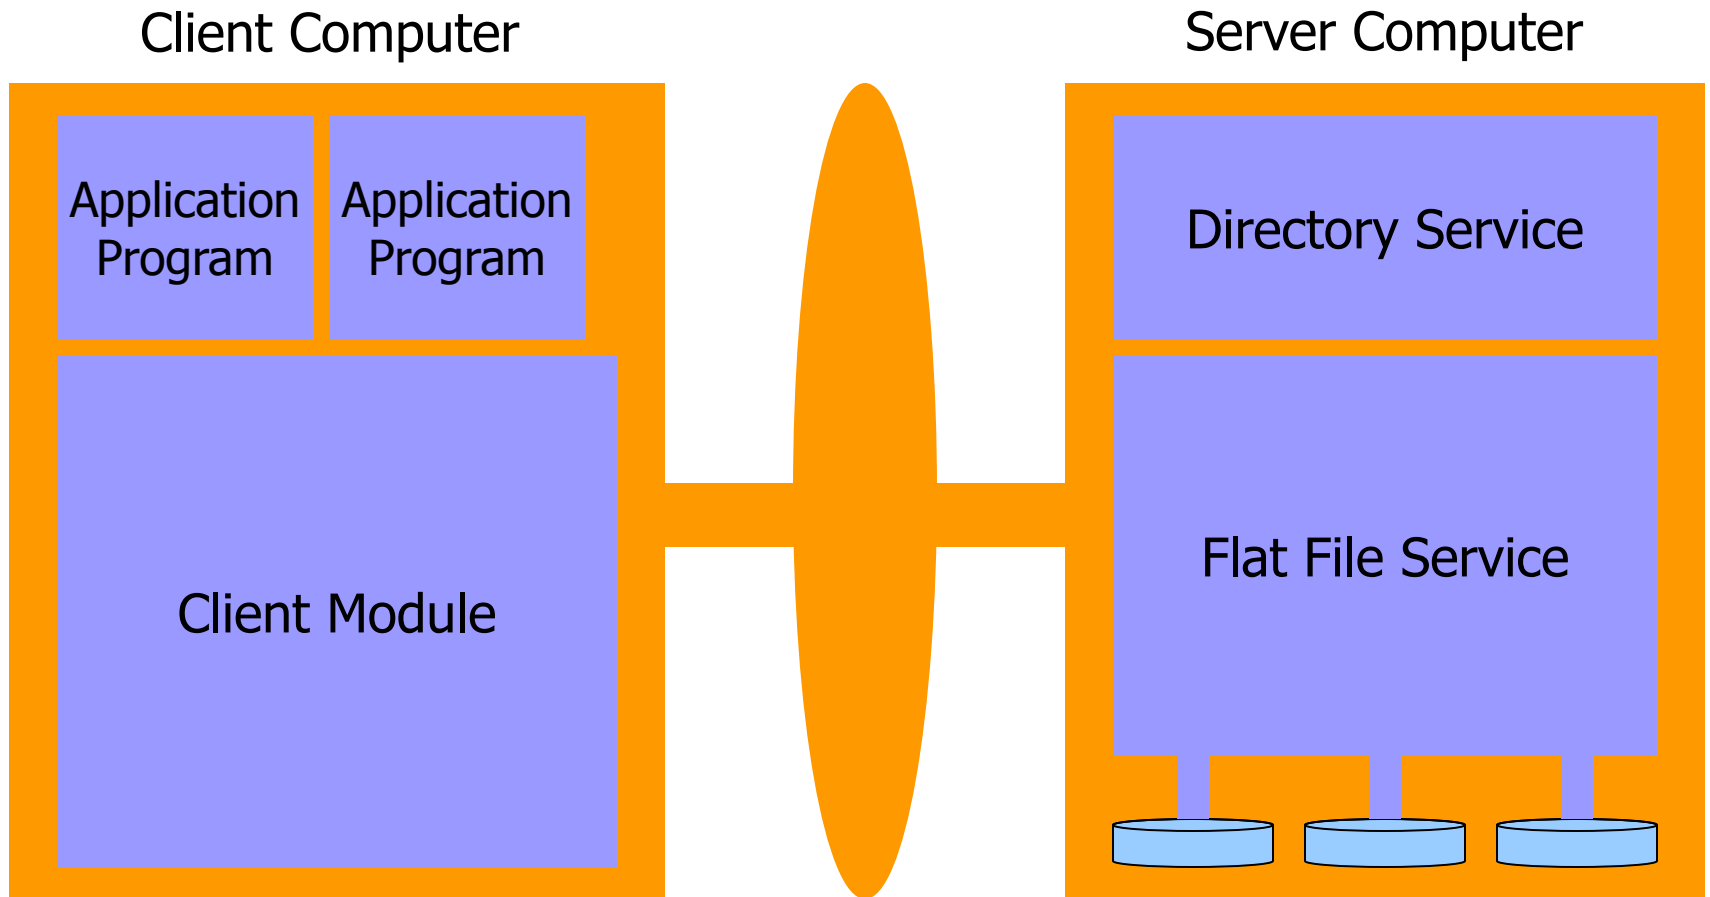 Client Computer
Server Computer
Application
Program
Application
Program
Directory Service
Client Module
Flat File Service